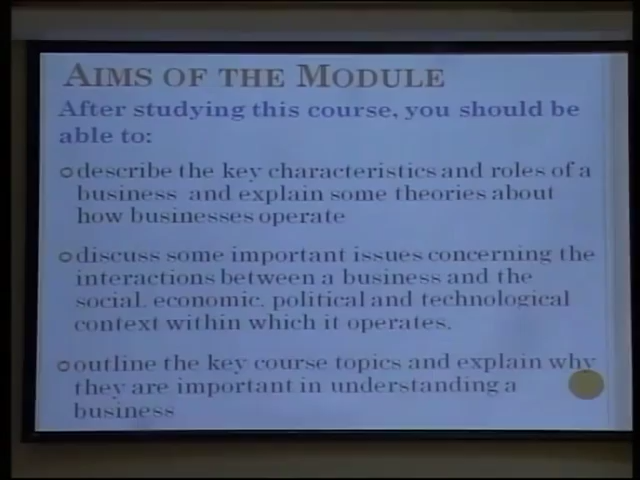 AIMS OF THE MODULE
After studying this course, you should be
able to:
describe the key characteristics and roles of a
business and explain some theories about
how businesses operate
discuss some important issues concerning the
interactions between a business and the
social, economic, political and technological
context within which it operates.
outline the key course topics and explain why
they are important in understanding a
business